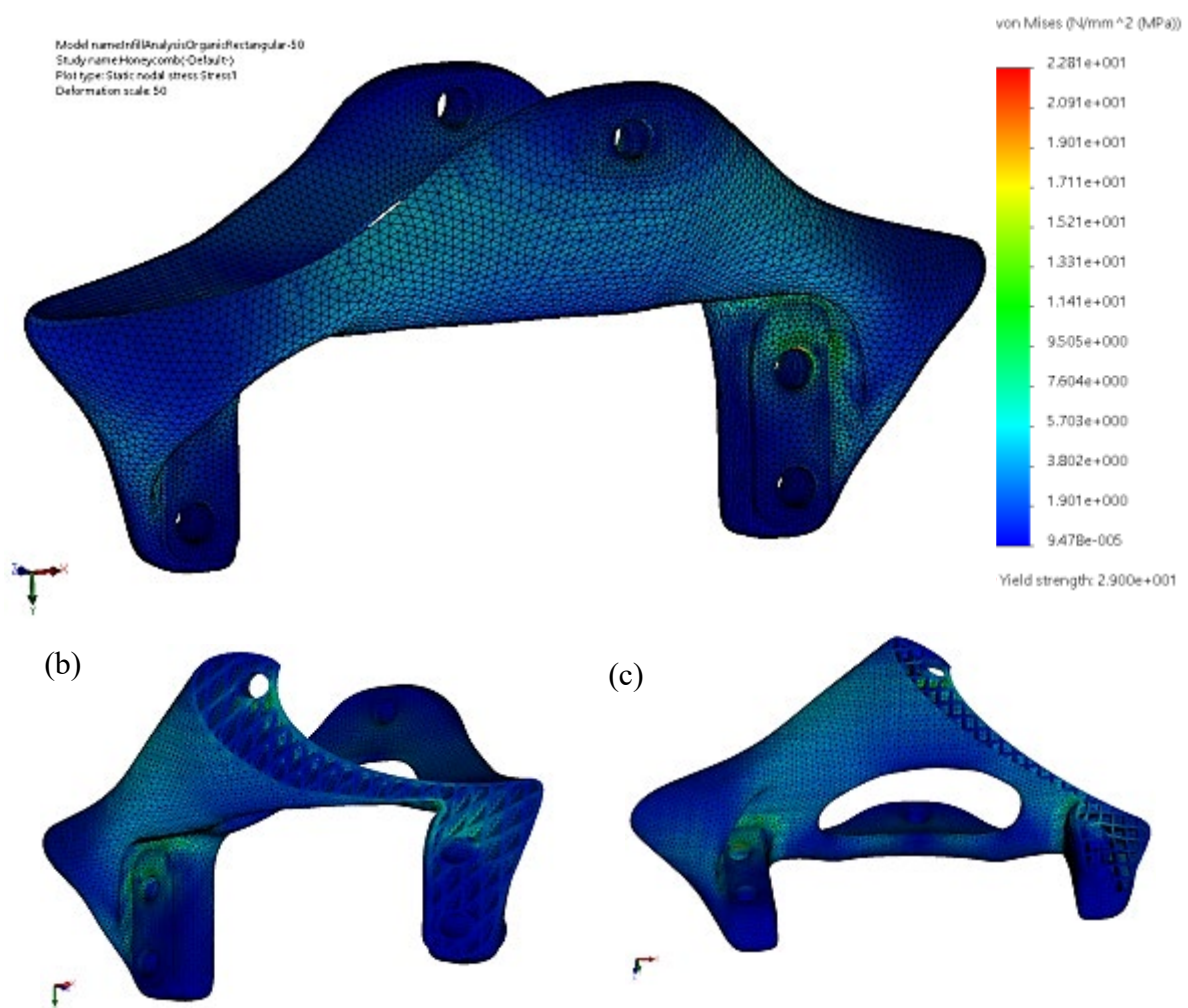 Model name:InfillAnalysisOrganicRectangular-50
Study name:Honeycomb(-Default-)
Plot type: Static nodal stress Stress1
Deformation scale: 50
von Mises (N/mm^2 (MPa))
2.281e+001
2.091e+001
1.901e+001
1.711e+001
1.521e+001
1.331e+001
1.141e+001
9.505e+000
7.604e+000
5.703e+000
3.802e+000
1.901e+000
9.478e-005
Yield strength: 2.900e+001
Z X
Y
(b)
(c)